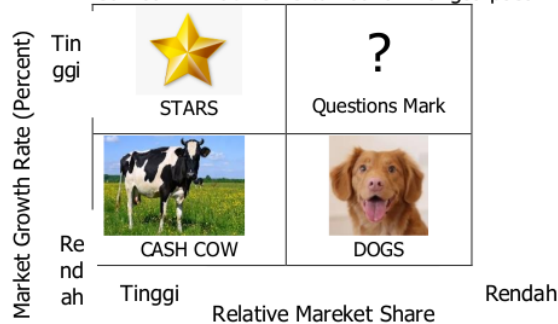 Market Growth Rate (Percent)
Tin
ggi
?
STARS
Questions Mark
CASH COW
DOGS
Re
nd
ah
Tinggi
Rendah
Relative Mareket Share